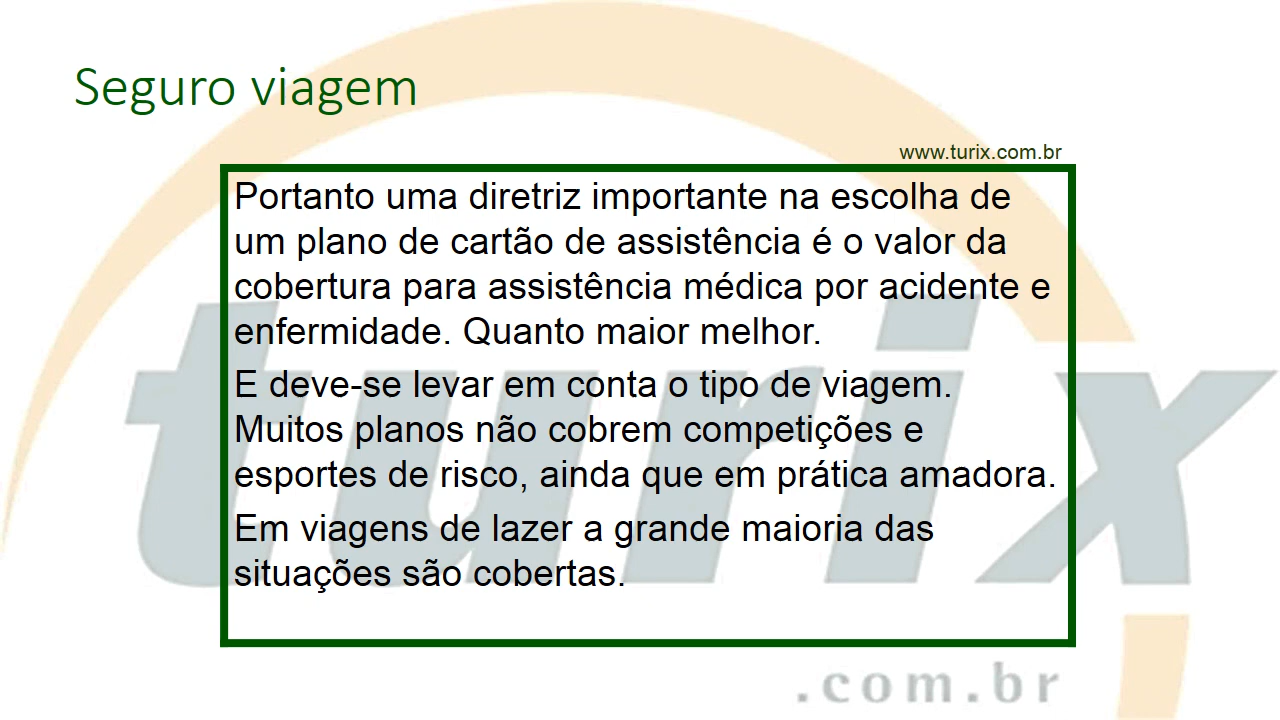 Seguro viagem
www.turix.com.br
Portanto uma diretriz importante na escolha de
um plano de cartão de assistência é o valor da
cobertura para assistência médica por acidente e
enfermidade. Quanto maior melhor.
E deve-se levar em conta o tipo de viagem.
Muitos planos não cobrem competições e
esportes de risco, ainda que em prática amadora.
Em viagens de lazer a grande maioria das
situações são cobertas.
turix
.com.br